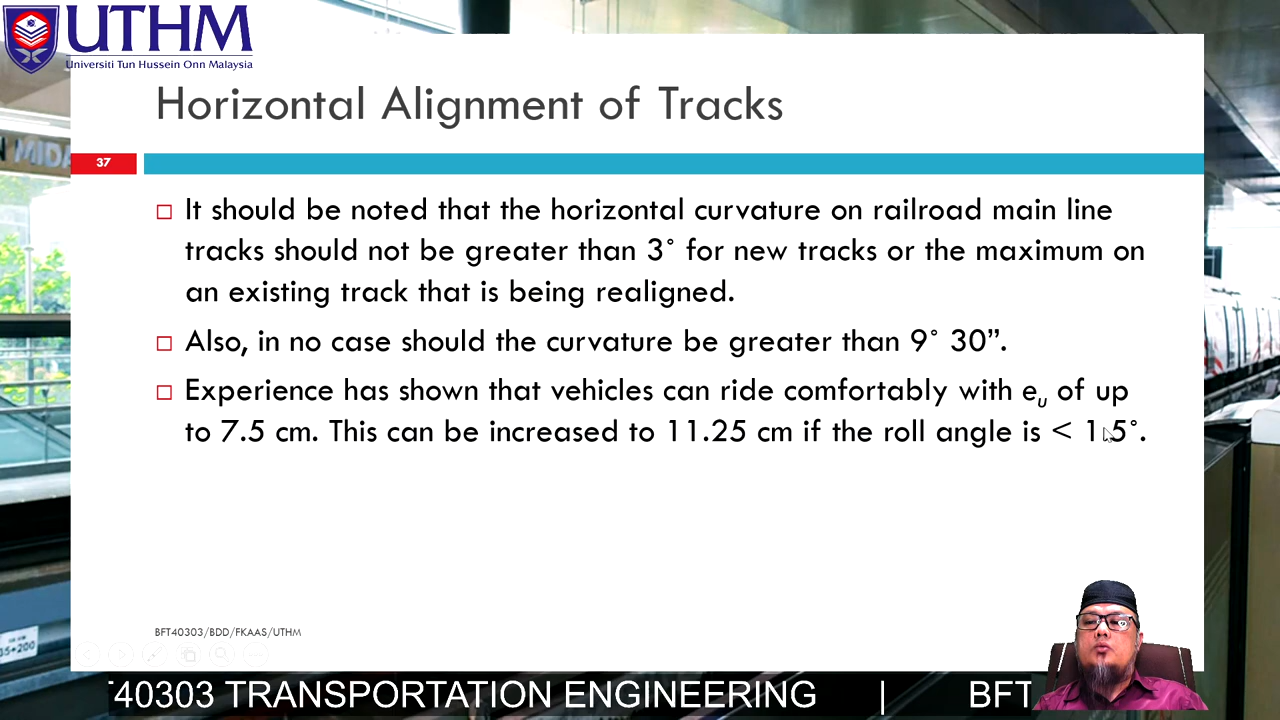 UTHM
Universiti Tun Hussein Onn Malaysia
Horizontal Alignment of Tracks
37
N MIDA
□ It should be noted that the horizontal curvature on railroad main line
tracks should not be greater than 3˚ for new tracks or the maximum on
an existing track that is being realigned.
□ Also, in no case should the curvature be greater than 9˚ 30”.
□ Experience has shown that vehicles can ride comfortably with eu of up
to 7.5 cm. This can be increased to 11.25 cm if the roll angle is < 1.5˚.
BFT40303/BDD/FKAAS/UTHM
35+200
40303 TRANSPORTATION ENGINEERING | BFT